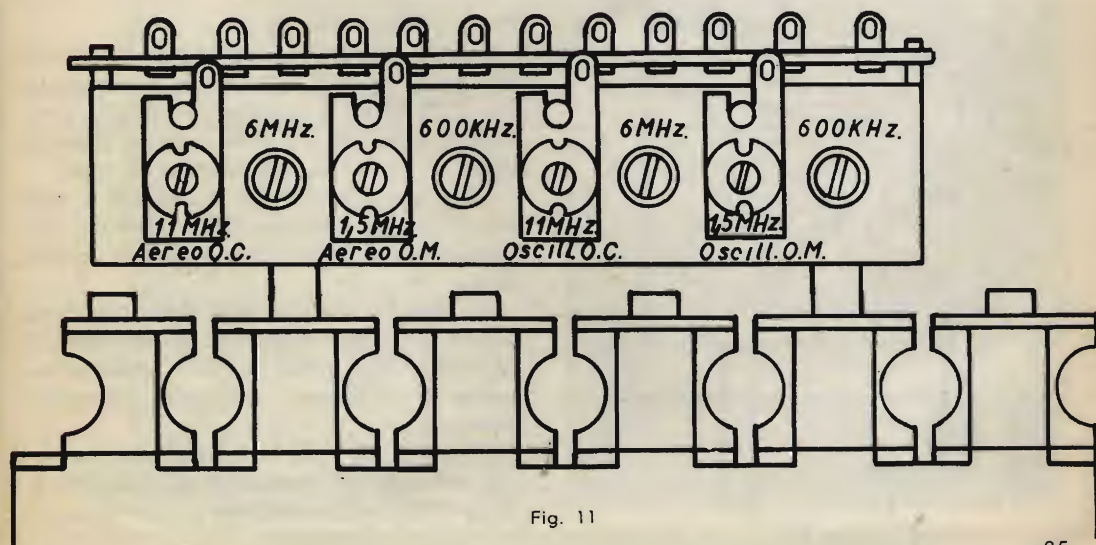 6MHz. 600KHz. 6MHz. 600KHz.
11MHz. 1,5MHz. 11MHz. 1,5MHz.
Aereo O.C. Aereo O.M. Oscill.O.C. Oscill.O.M.
Fig. 11